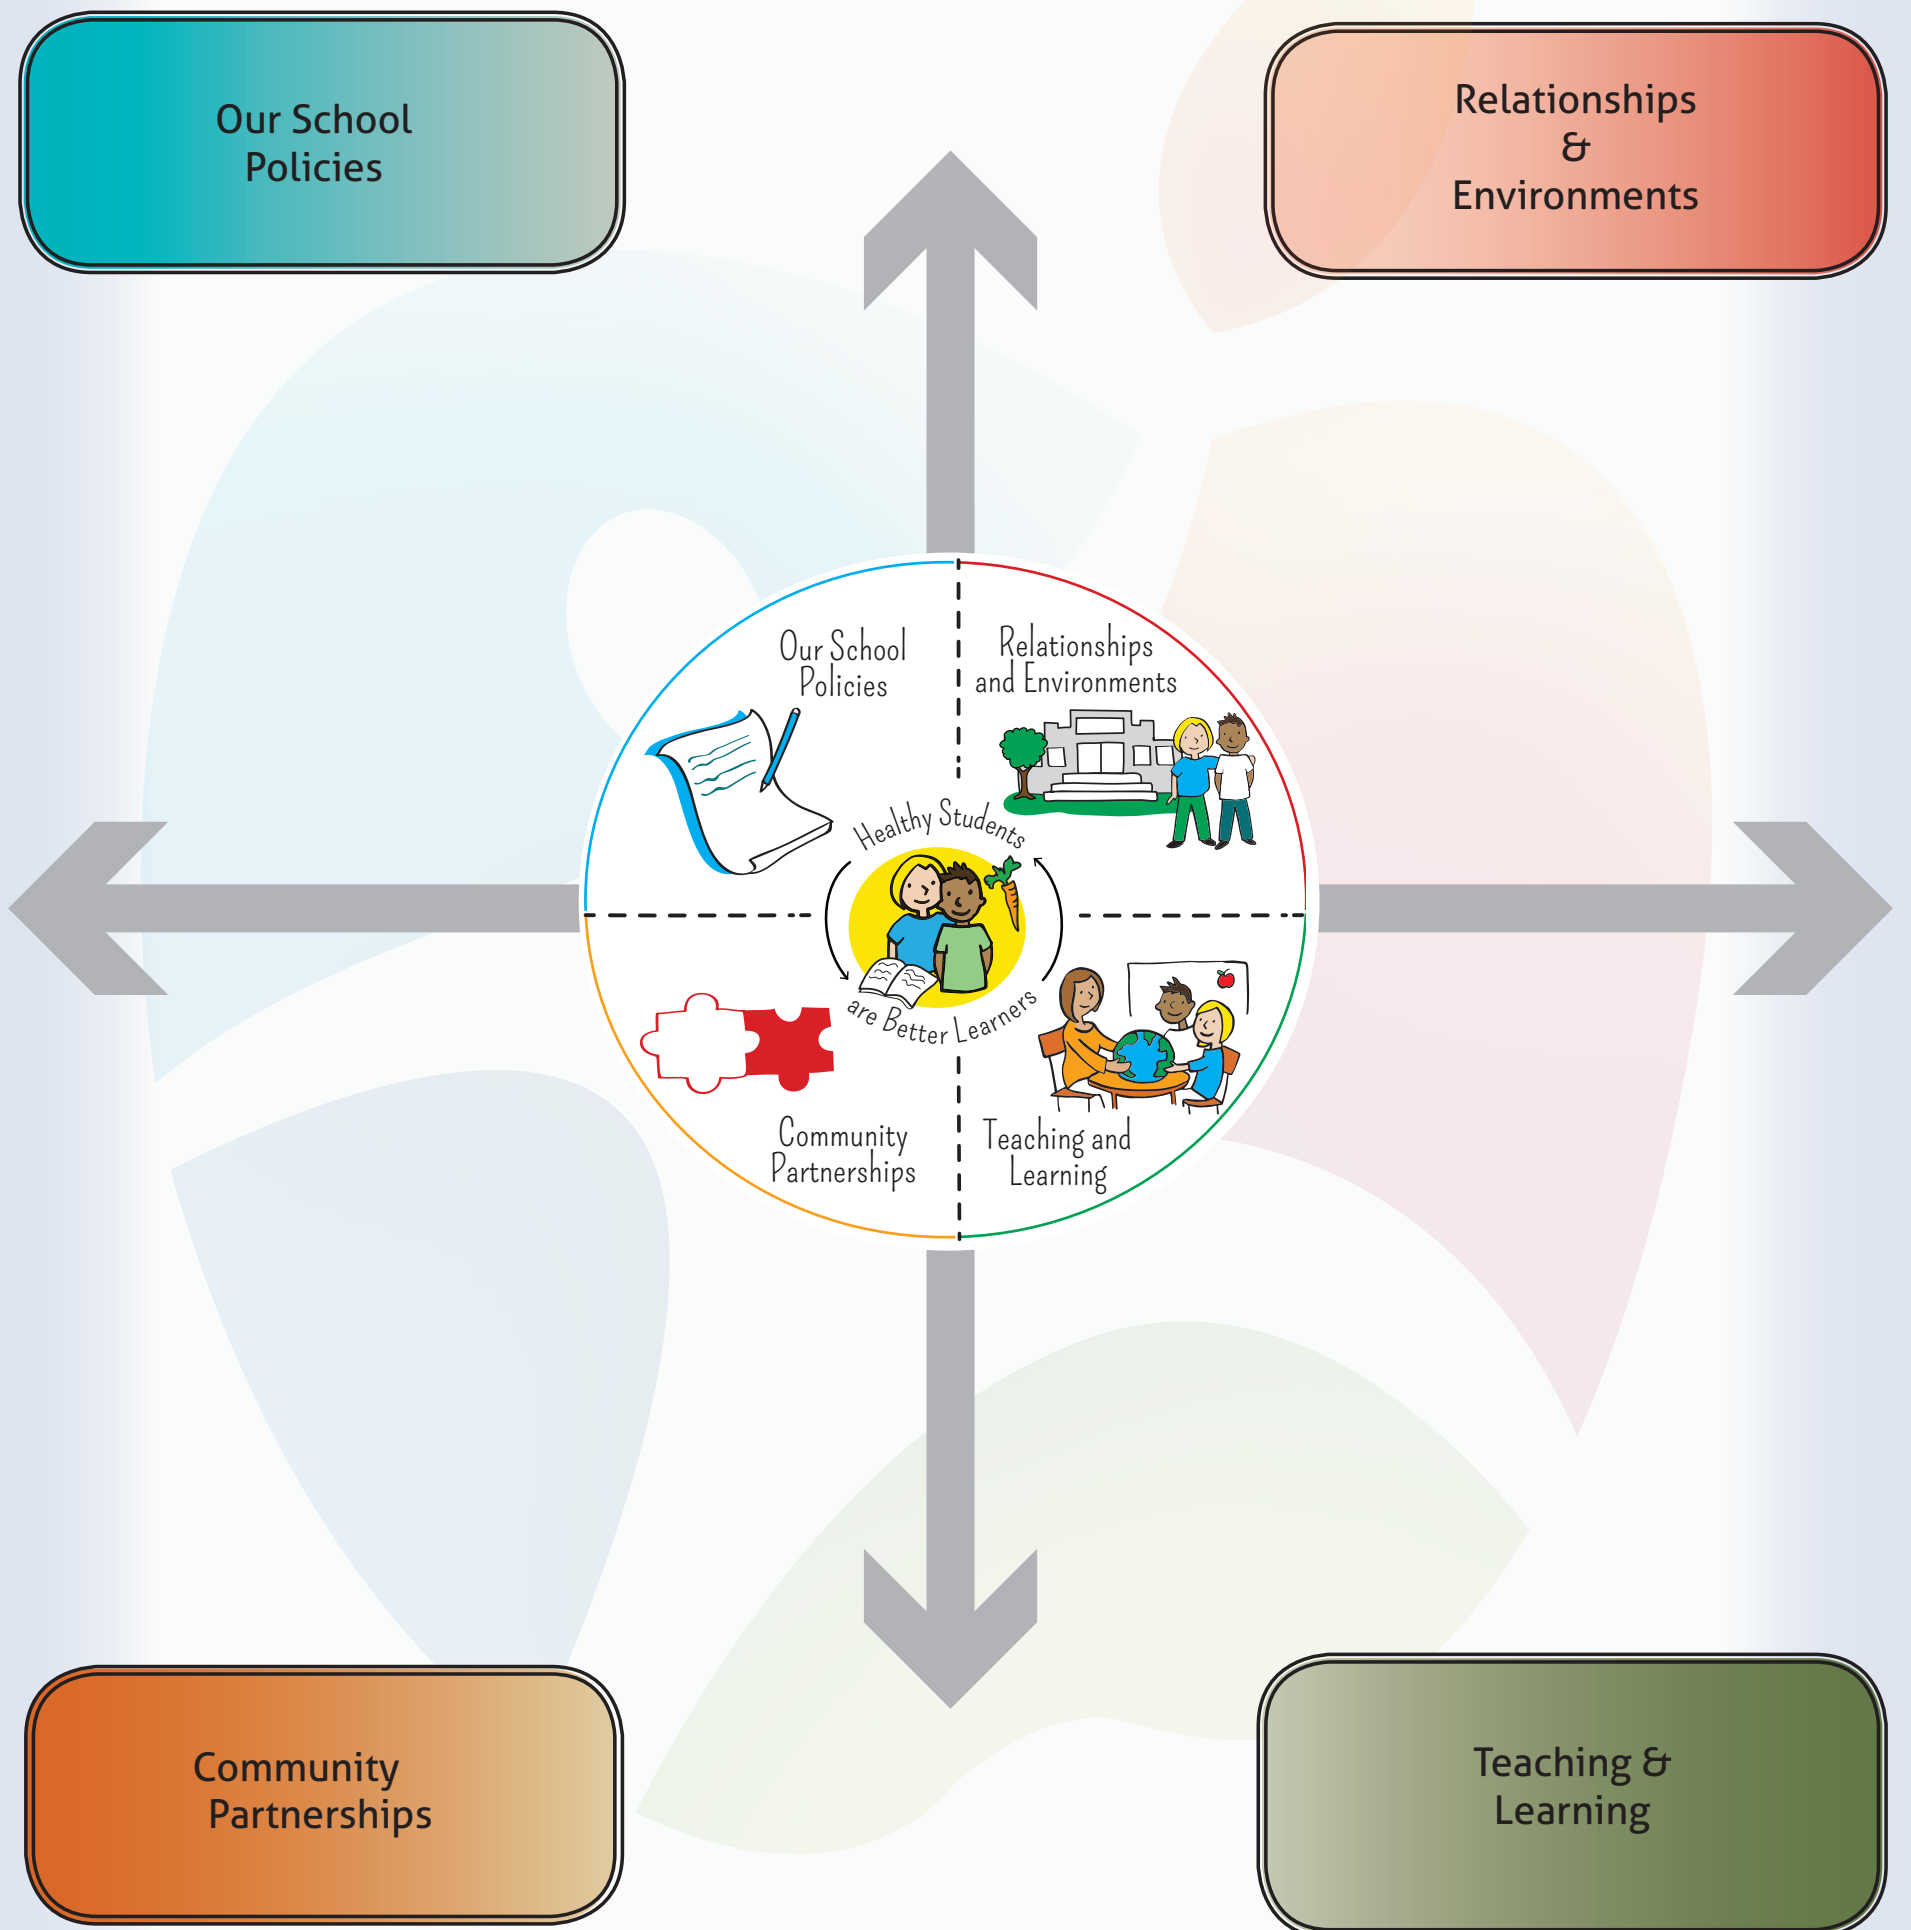 Our School
Policies
Relationships
&
Environments
Our School
Policies
Relationships
and Environments
Healthy Students
are Better Learners
Community
Partnerships
Teaching and
Learning
Community
Partnerships
Teaching &
Learning